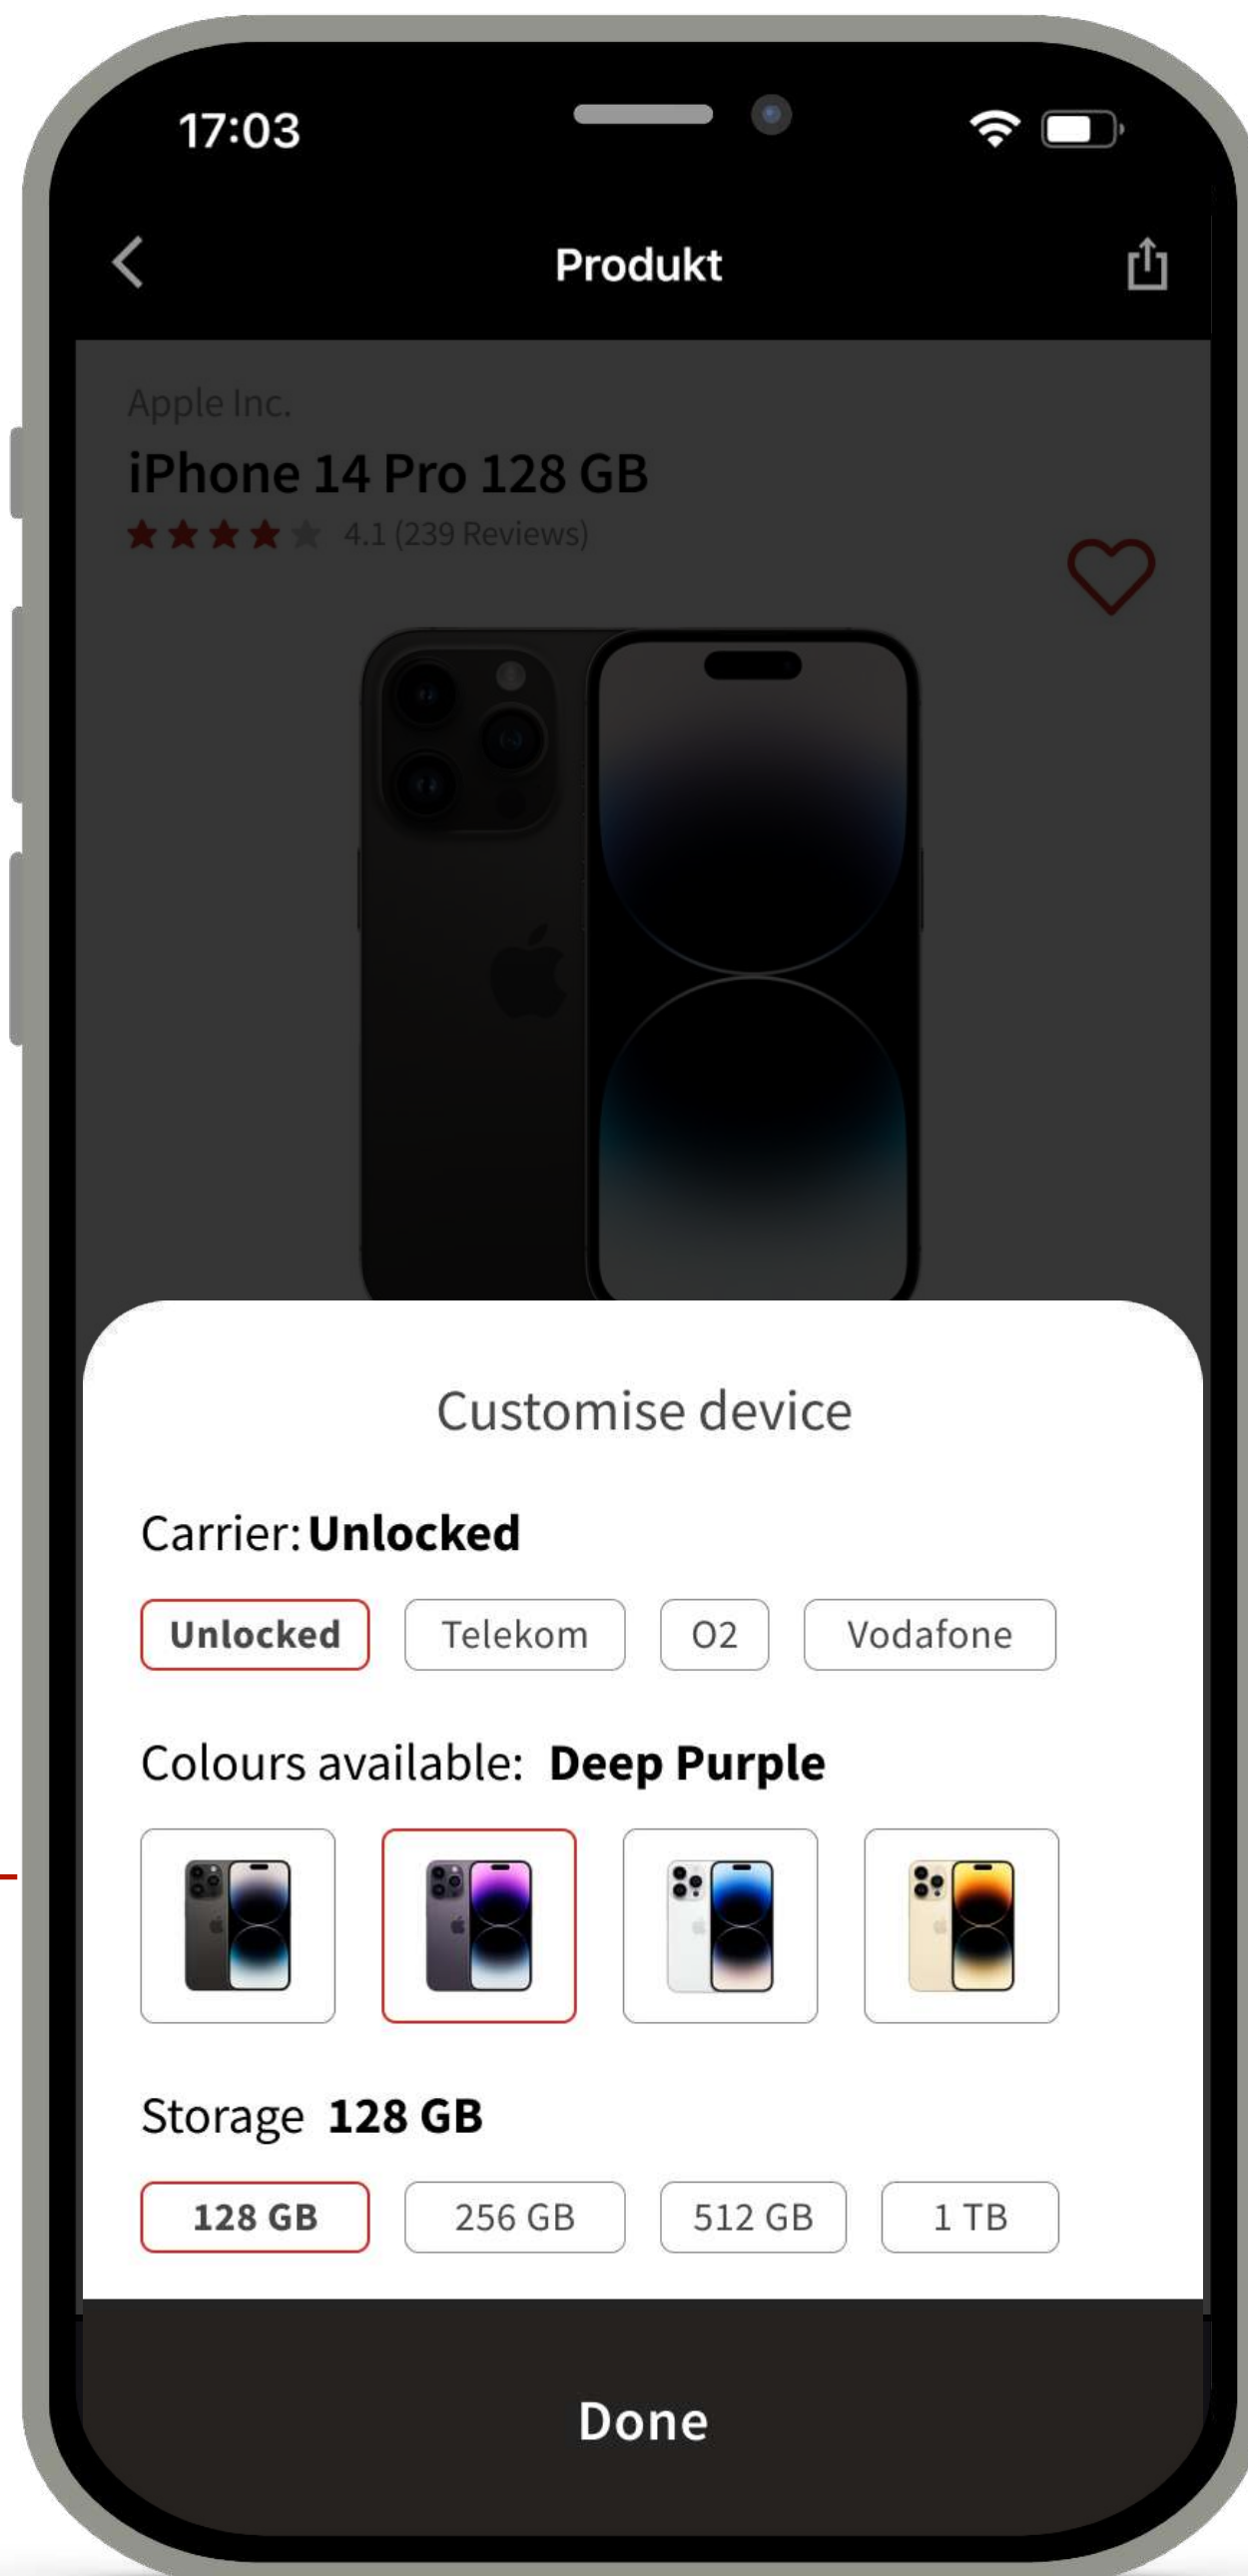 17:03
Produkt
Apple Inc.
iPhone 14 Pro 128 GB
4.1 (239 Reviews)
Customise device
Carrier: Unlocked
Unlocked Telekom O2 Vodafone
Colours available: Deep Purple
Storage 128 GB
128 GB 256 GB 512 GB 1 TB
Done